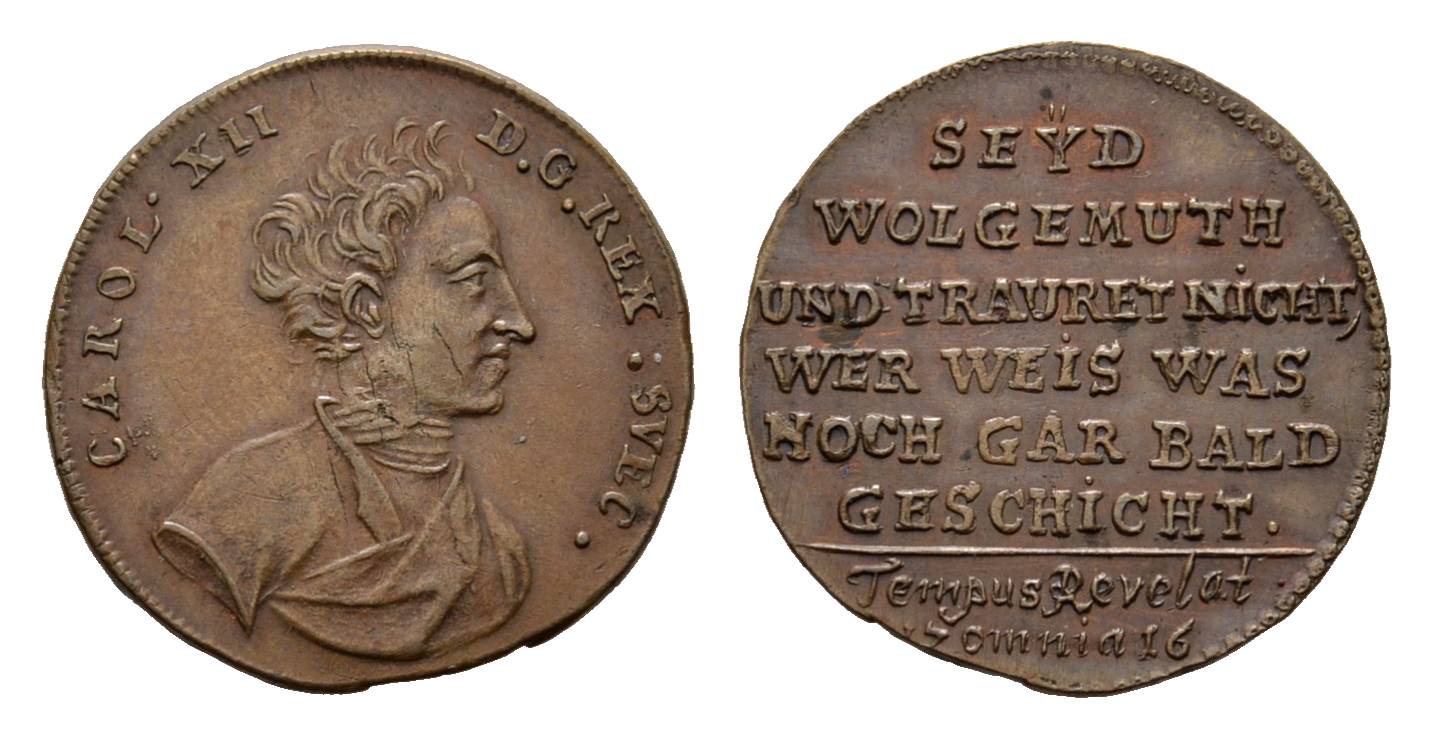 CAROL· XII D.G.REX : SVEC .
SEŸD
WOLGEMUTH
UND TRAURET NiCHT,
WER WEiS WAS
NOCH GAR BALD
GESCHiCHT .
Tempus Revelat
7 omnia 16